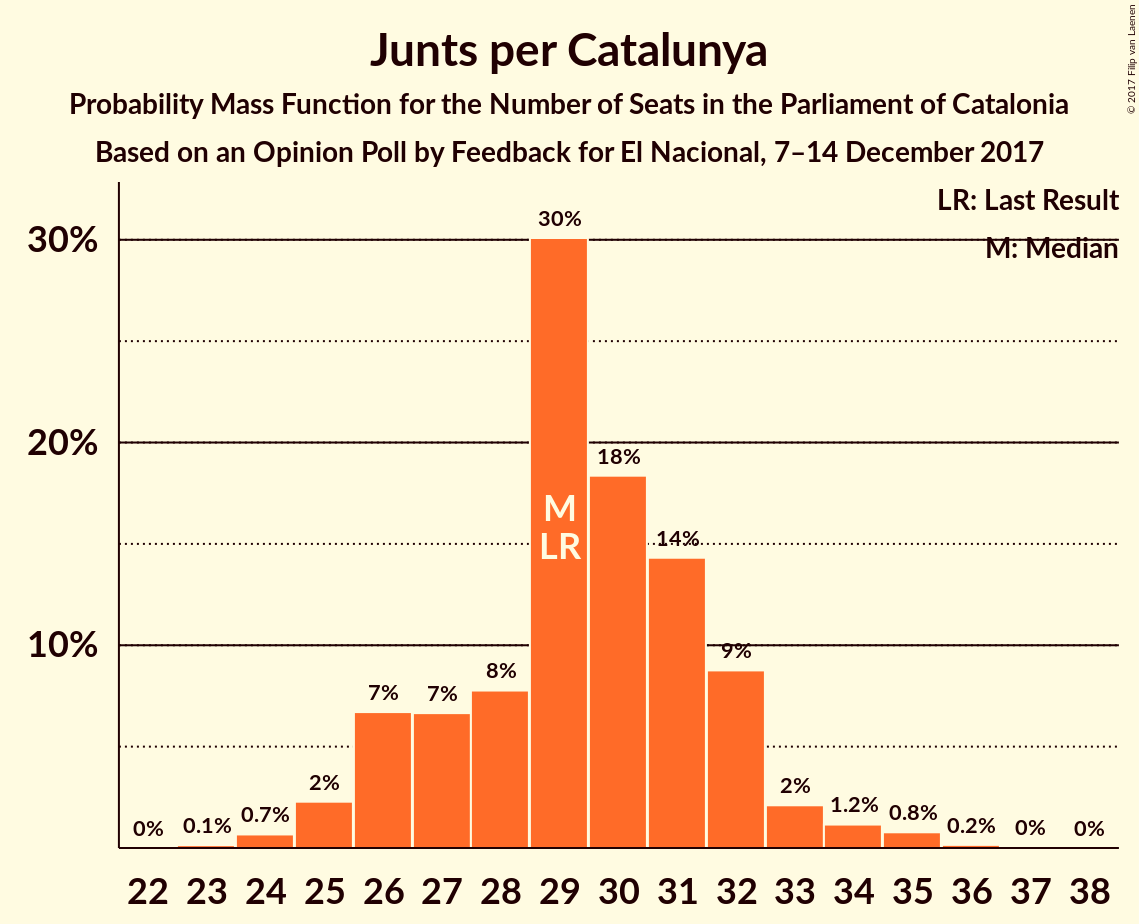 Junts per Catalunya
Probability Mass Function for the Number of Seats in the Parliament of Catalonia
Based on an Opinion Poll by Feedback for El Nacional, 7–14 December 2017
© 2017 Filip van Laenen
LR: Last Result
M: Median
30%
20%
10%
0%
0.1%
0.7%
2%
7%
7%
8%
30%
18%
14%
9%
2%
1.2%
0.8%
0.2%
0%
0%
M
LR
22 23 24 25 26 27 28 29 30 31 32 33 34 35 36 37 38